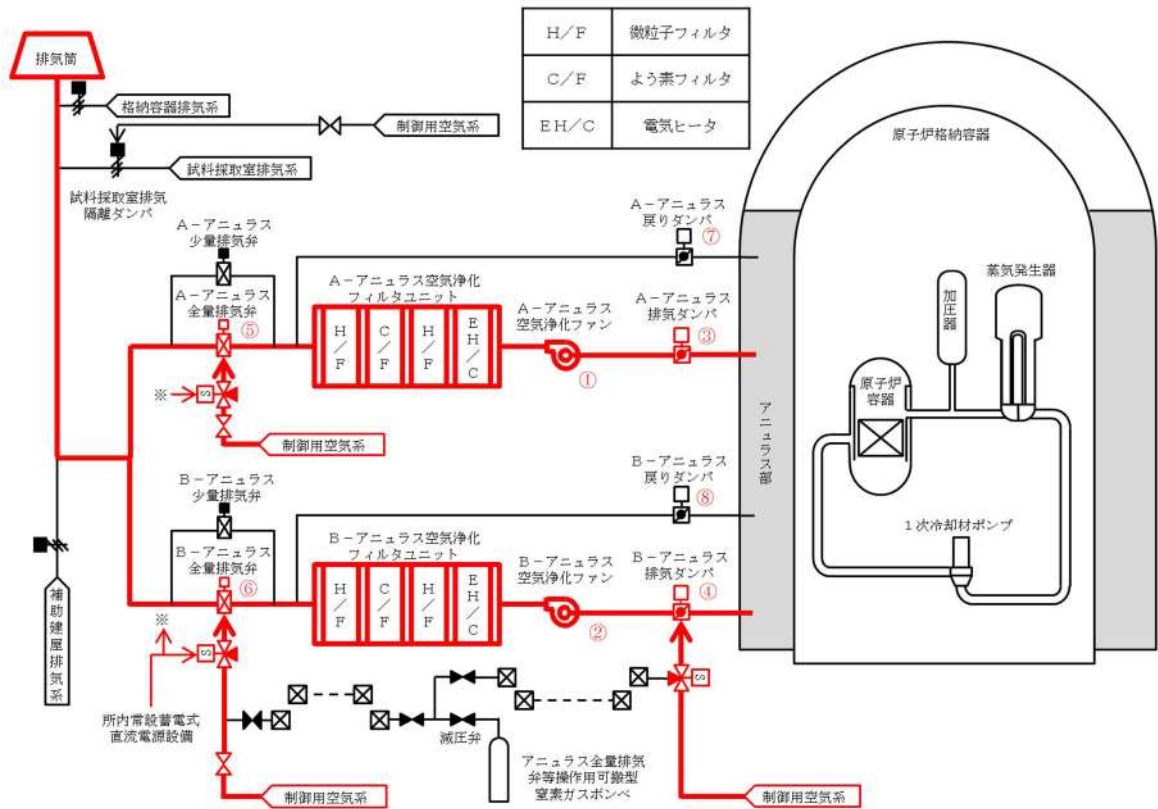 H/F 微粒子フィルタ
C/F よう素フィルタ
EH/C 電気ヒータ
排気筒
格納容器排気系
制御用空気系
試料採取室排気系
試料採取室排気
隔離ダンパ
原子炉格納容器
A-アニュラス
少量排気弁
A-アニュラス
戻りダンパ
⑦
A-アニュラス
全量排気弁
⑤
A-アニュラス空気浄化
フィルタユニット
H/F
C/F
H/F
EH/C
A-アニュラス
空気浄化ファン
①
A-アニュラス
排気ダンパ
③
蒸気発生器
加圧器
原子炉
容器
※
S
制御用空気系
アニュラス部
B-アニュラス
少量排気弁
B-アニュラス
戻りダンパ
⑧
1次冷却材ポンプ
B-アニュラス
全量排気弁
⑥
B-アニュラス空気浄化
フィルタユニット
H/F
C/F
H/F
EH/C
B-アニュラス
空気浄化ファン
②
B-アニュラス
排気ダンパ
④
補助建屋排気系
※
S
S
所内常設蓄電式
直流電源設備
減圧弁
アニュラス全量排気
弁等操作用可搬型
窒素ガスボンベ
制御用空気系
制御用空気系